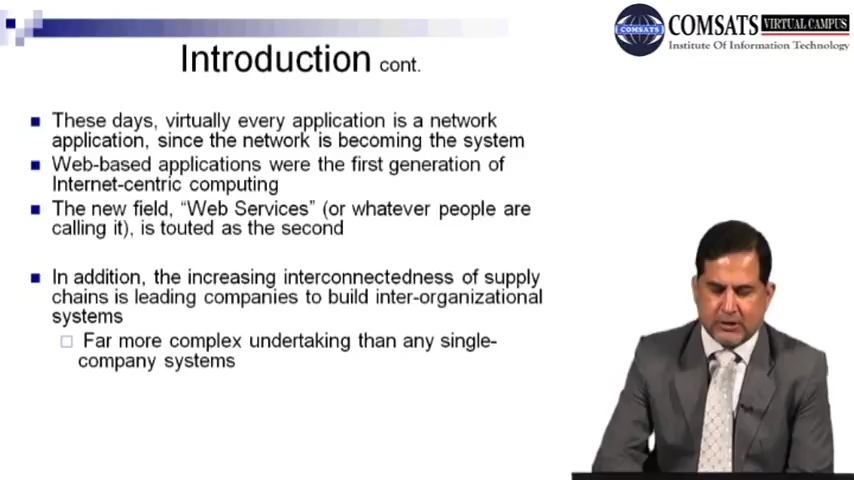 COMSATS VIRTUAL CAMPUS
COMSATS
Institute Of Information Technology
Introduction cont.
These days, virtually every application is a network
application, since the network is becoming the system
Web-based applications were the first generation of
Internet-centric computing
The new field, “Web Services” (or whatever people are
calling it), is touted as the second
In addition, the increasing interconnectedness of supply
chains is leading companies to build inter-organizational
systems
Far more complex undertaking than any single-
company systems